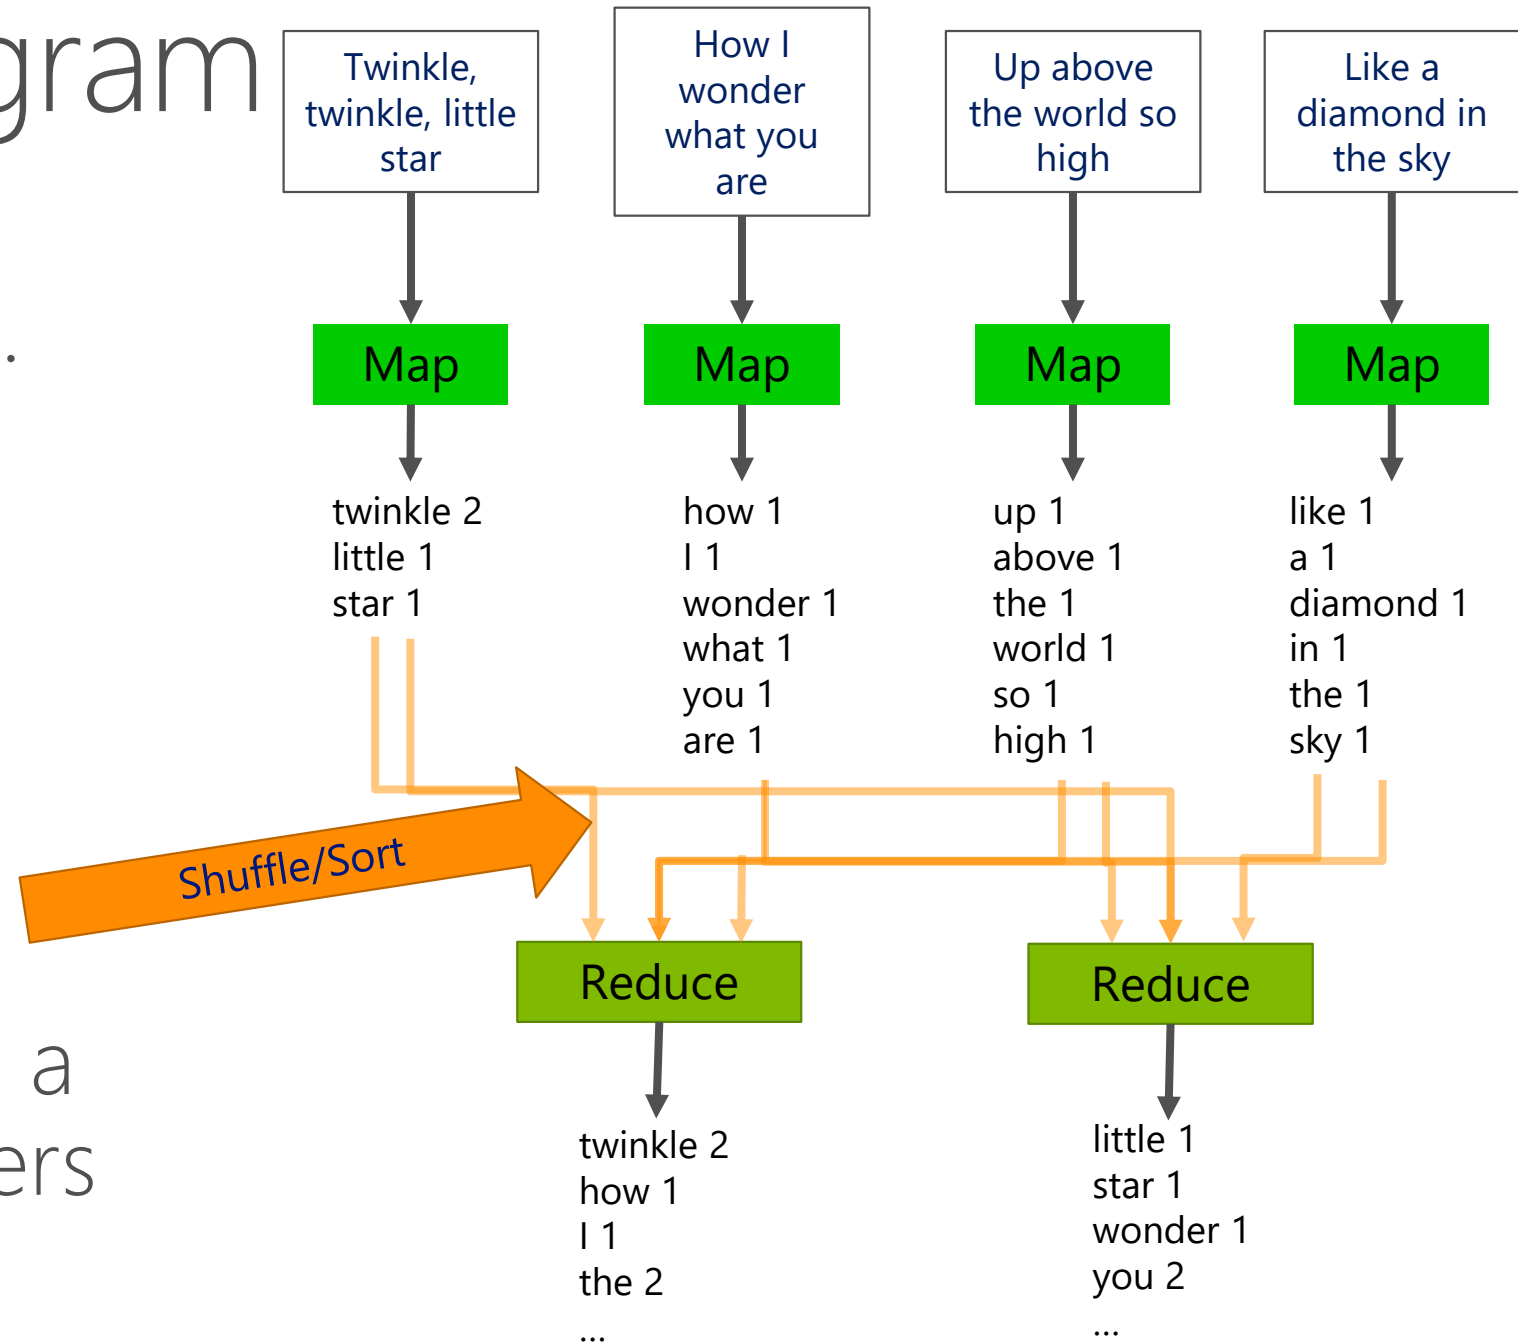 gram
Twinkle,
twinkle, little
star
How I
wonder
what you
are
Up above
the world so
high
Like a
diamond in
the sky
.
Map
Map
Map
Map
twinkle 2
little 1
star 1
how 1
I 1
wonder 1
what 1
you 1
are 1
up 1
above 1
the 1
world 1
so 1
high 1
like 1
a 1
diamond 1
in 1
the 1
sky 1
Shuffle/Sort
Reduce
Reduce
a
ers
twinkle 2
how 1
I 1
the 2
...
little 1
star 1
wonder 1
you 2
...